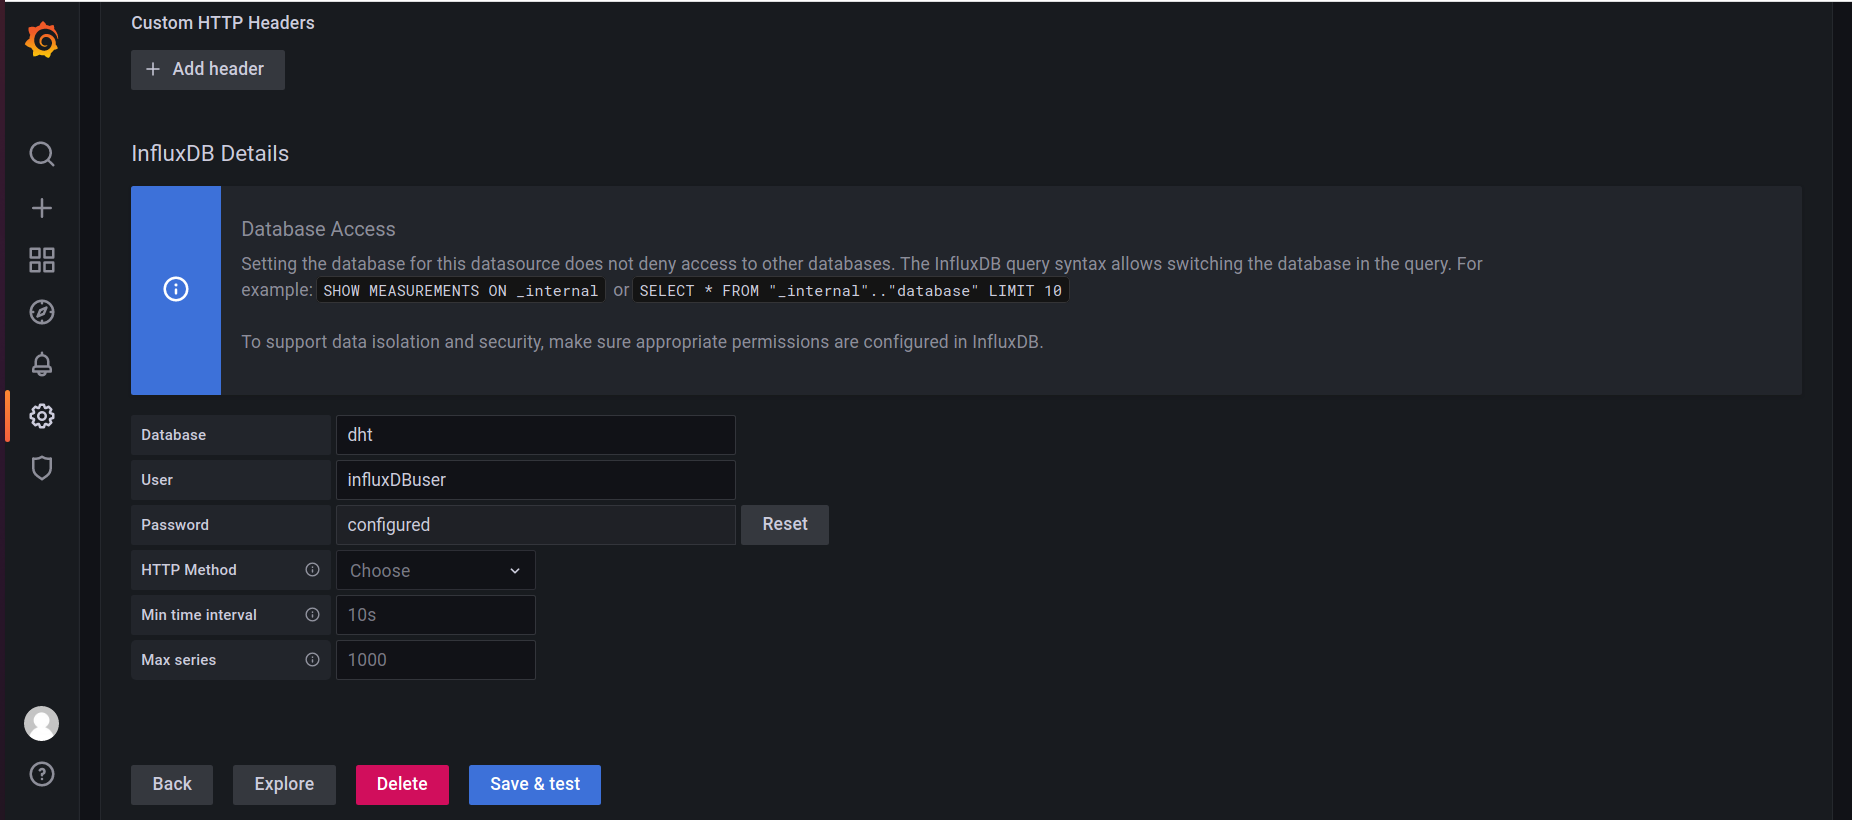 Custom HTTP Headers
Add header
InfluxDB Details
Database Access
Setting the database for this datasource does not deny access to other databases. The InfluxDB query syntax allows switching the database in the query. For
example: SHOW MEASUREMENTS ON _internal or SELECT * FROM "_internal".."database" LIMIT 10
To support data isolation and security, make sure appropriate permissions are configured in InfluxDB.
Database dht
User influxDBuser
Password configured Reset
HTTP Method Choose
Min time interval 10s
Max series 1000
Back Explore Delete Save & test